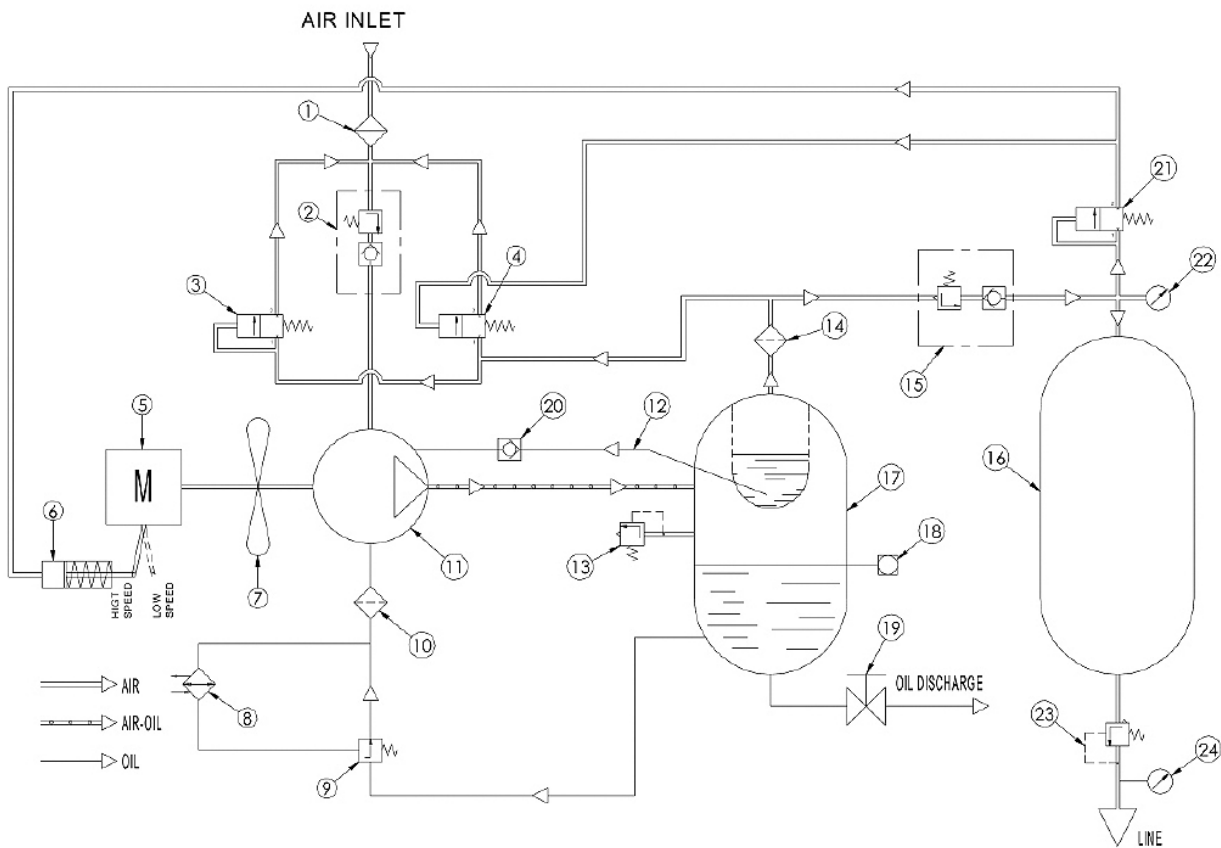 AIR INLET
1
21
2
4
3
22
14
15
5
20
12
16
17
6
M
18
13
11
7
HIGT SPEED
LOW SPEED
10
19
OIL DISCHARGE
AIR
8
23
AIR-OIL
9
24
OIL
LINE